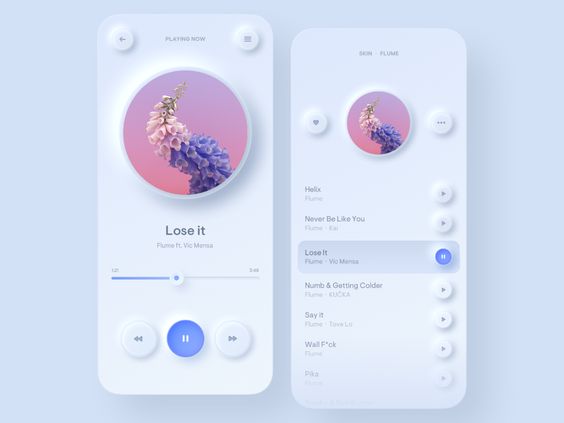 PLAYING NOW
Lose it
Flume ft. Vic Mensa
1:21
3:49
SKIN · FLUME
Helix
Flume
Never Be Like You
Flume · Kai
Lose It
Flume · Vic Mensa
Numb & Getting Colder
Flume · KUČKA
Say it
Flume · Tove Lo
Wall F*ck
Flume
Pika
Flume